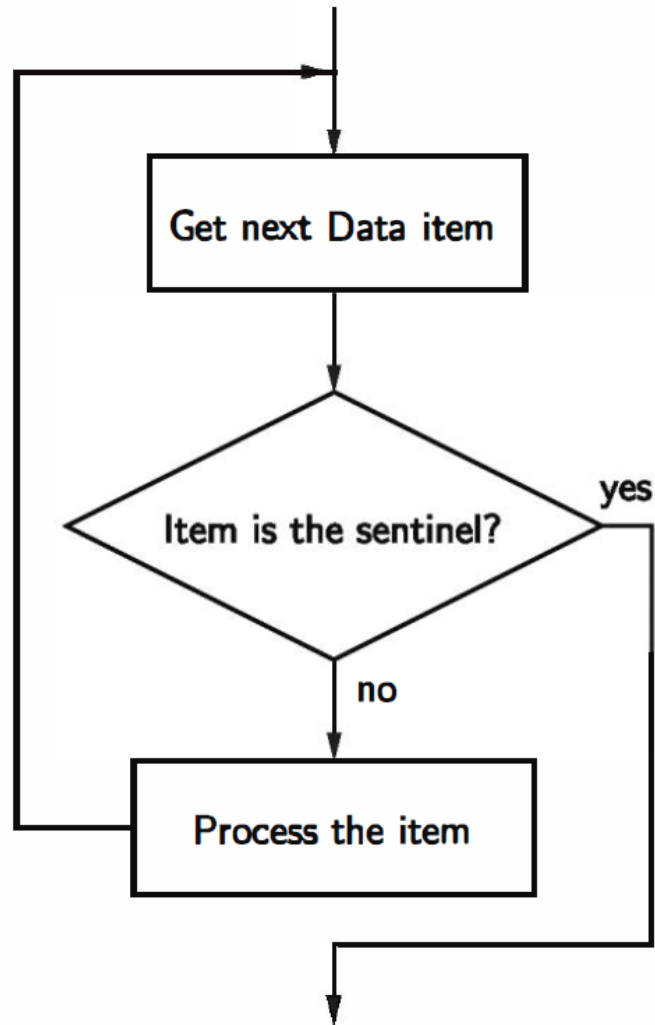 Get next Data item
yes
Item is the sentinel?
no
Process the item